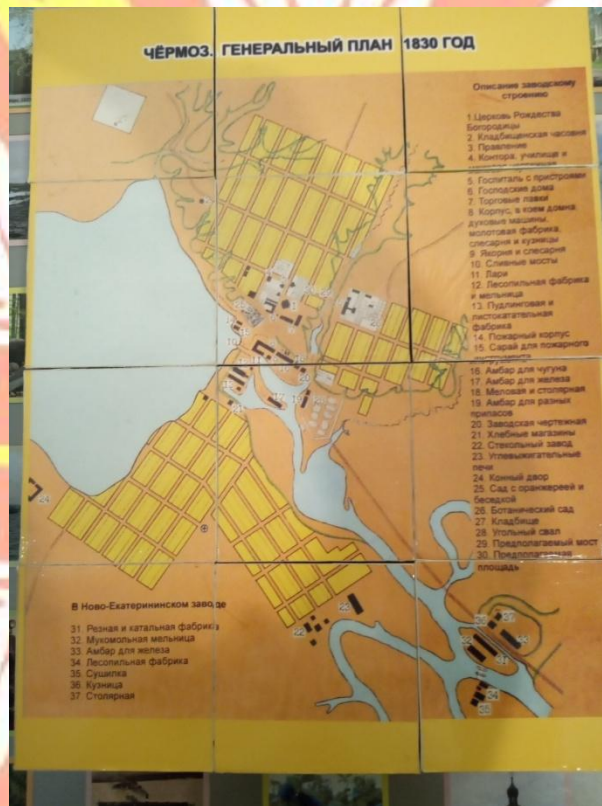 ЧЁРМОЗ. ГЕНЕРАЛЬНЫЙ ПЛАН 1830 ГОД
Описание заводскому
строению
1.Церковь Рождества
Богородицы
2. Кладбищенская часовня
3. Правление
4. Контора, училище и
5. Госпиталь с пристроями
6. Господские дома
7. Торговые лавки
8. Корпус, в коем домна,
духовые машины,
молотовая фабрика,
слесарня и кузницы
9. Якорня и слесарня
10. Сливные мосты
11. Лари
12. Лесопильная фабрика
и мельница
13. Пудлинговая и
листокатательная
фабрика
14. Пожарный корпус
15. Сарай для пожарного
инструмента
16. Амбар для чугуна
17. Амбар для железа
18. Меловая и столярная
19. Амбар для разных
припасов
20. Заводская чертежная
21. Хлебные магазины
22. Стекольный завод
23. Углевыжигательные
печи
24. Конный двор
25. Сад с оранжереей и
беседкой
26. Ботанический сад
27. Кладбище
28. Угольный свал
29. Предполагаемый мост
30. Предполагаемая
площадь
24
22
23
В Ново-Екатерининском заводе
31. Резная и катальная фабрика
32. Мукомольная мельница
33. Амбар для железа
34. Лесопильная фабрика
35. Сушилка
36. Кузница
37. Столярная